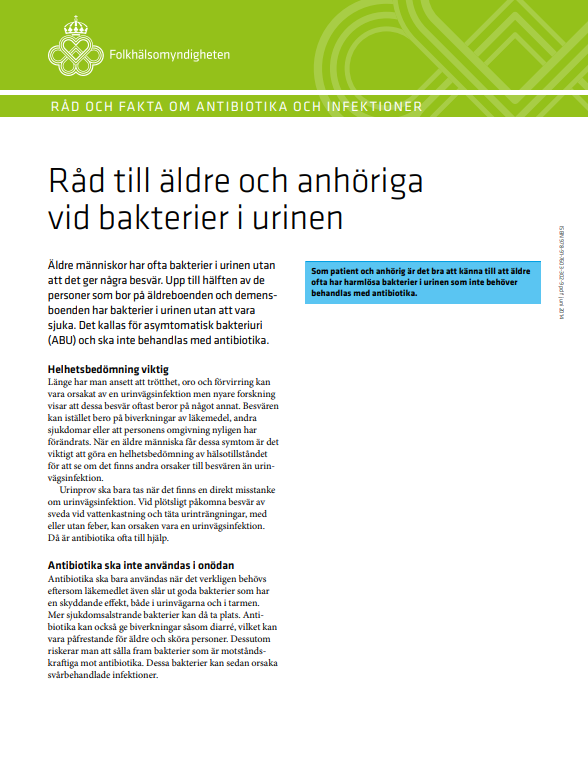 Folkhälsomyndigheten
RÅD OCH FAKTA OM ANTIBIOTIKA OCH INFEKTIONER
Råd till äldre och anhöriga
vid bakterier i urinen
Äldre människor har ofta bakterier i urinen utan
att det ger några besvär. Upp till hälften av de
personer som bor på äldreboenden och demens-
boenden har bakterier i urinen utan att vara
sjuka. Det kallas för asymtomatisk bakteriuri
(ABU) och ska inte behandlas med antibiotika.
Helhetsbedömning viktig
Länge har man ansett att trötthet, oro och förvirring kan
vara orsakat av en urinvägsinfektion men nyare forskning
visar att dessa besvär oftast beror på något annat. Besvären
kan istället bero på biverkningar av läkemedel, andra
sjukdomar eller att personens omgivning nyligen har
förändrats. När en äldre människa får dessa symtom är det
viktigt att göra en helhetsbedömning av hälsotillståndet
för att se om det finns andra orsaker till besvären än urin-
vägsinfektion.
Urinprov ska bara tas när det finns en direkt misstanke
om urinvägsinfektion. Vid plötsligt påkomna besvär av
sveda vid vattenkastning och täta urinträngningar, med
eller utan feber, kan orsaken vara en urinvägsinfektion.
Då är antibiotika ofta till hjälp.
Antibiotika ska inte användas i onödan
Antibiotika ska bara användas när det verkligen behövs
eftersom läkemedlet även slår ut goda bakterier som har
en skyddande effekt, både i urinvägarna och i tarmen.
Mer sjukdomsalstrande bakterier kan då ta plats. Anti-
biotika kan också ge biverkningar såsom diarré, vilket kan
vara påfrestande för äldre och sköra personer. Dessutom
riskerar man att sålla fram bakterier som är motstånds-
kraftiga mot antibiotika. Dessa bakterier kan sedan orsaka
svårbehandlade infektioner.
Som patient och anhörig är det bra att känna till att äldre
ofta har harmlösa bakterier i urinen som inte behöver
behandlas med antibiotika.